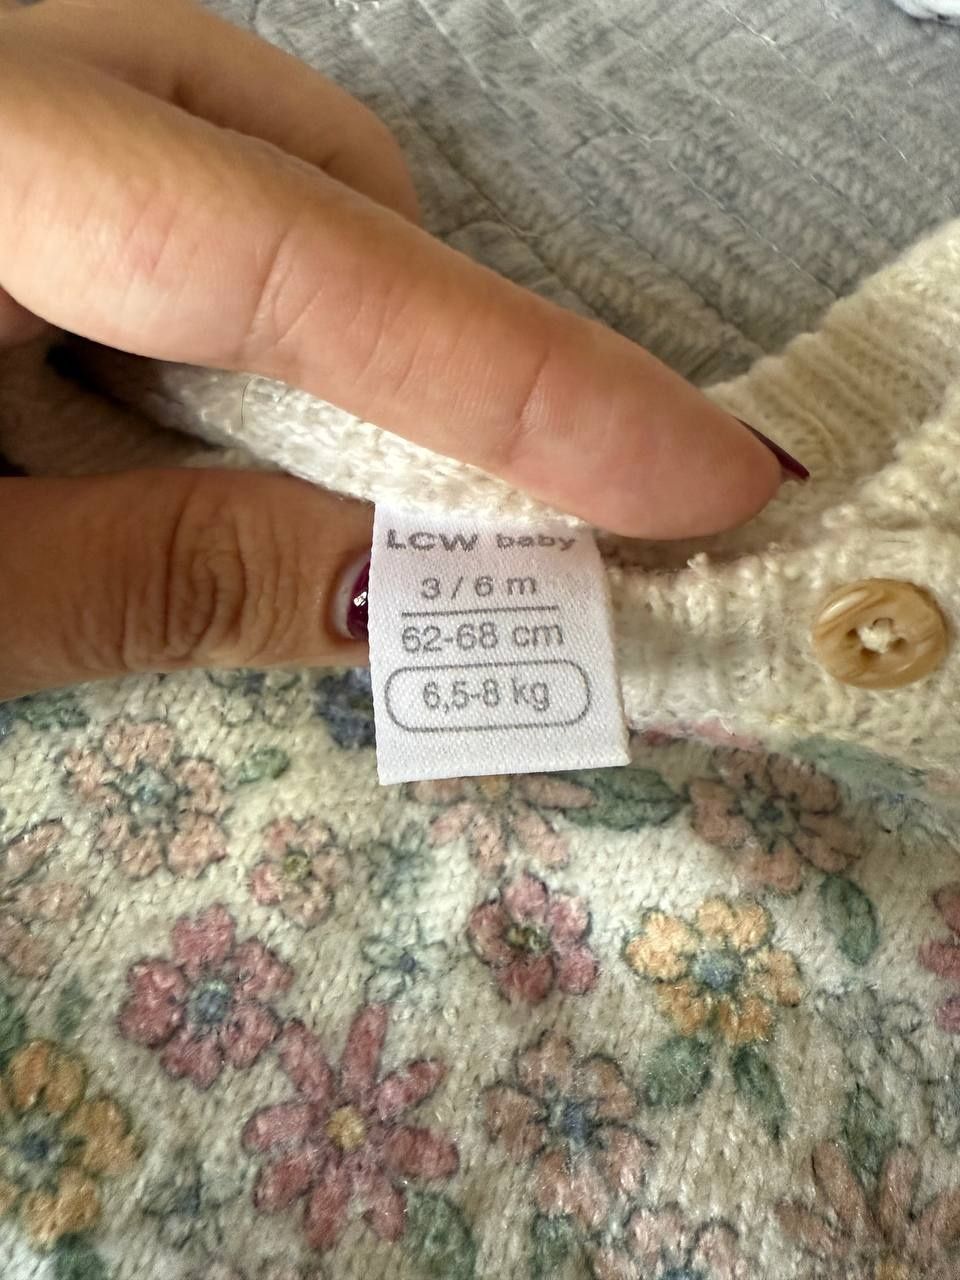 LCW baby
3 / 6 m
62-68 cm
6,5-8 kg